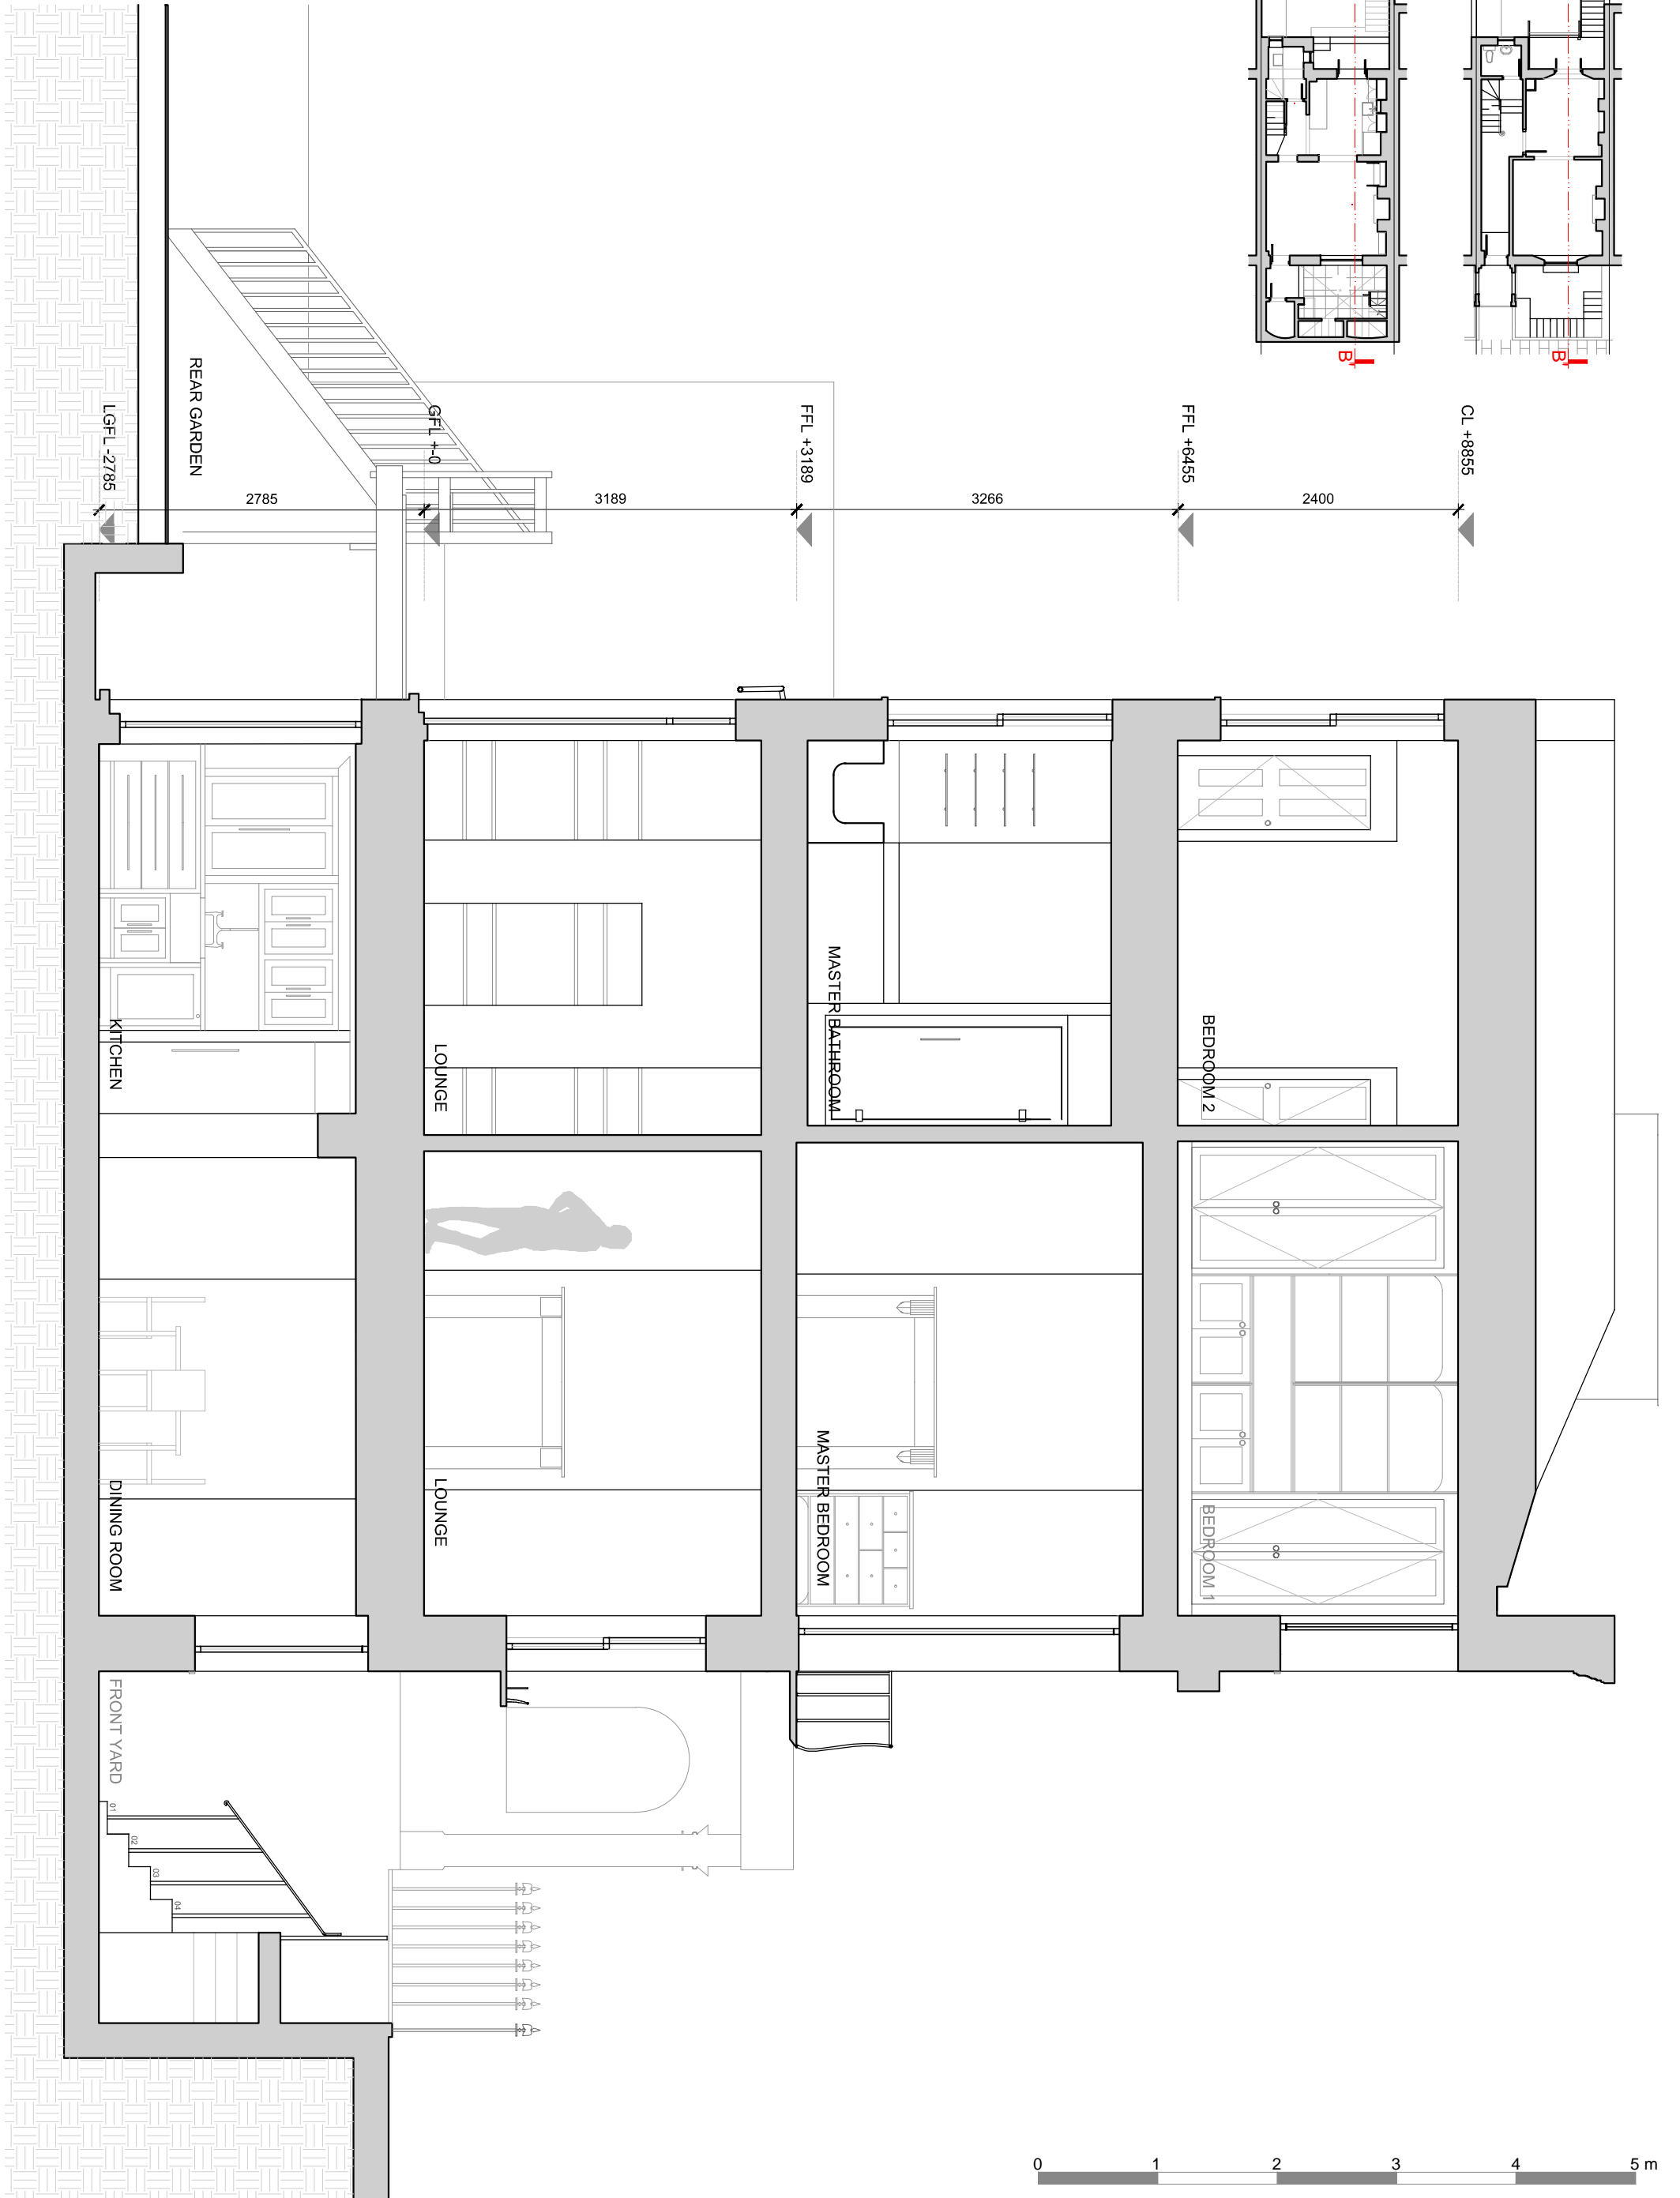 B'
B'
CL +8855
FFL +6455
FFL +3189
GFL +-0
LGFL -2785
REAR GARDEN
2785
3189
3266
2400
BEDROOM 2
MASTER BATHROOM
LOUNGE
KITCHEN
BEDROOM 1
MASTER BEDROOM
LOUNGE
DINING ROOM
FRONT YARD
01
02
03
04
0 1 2 3 4 5 m